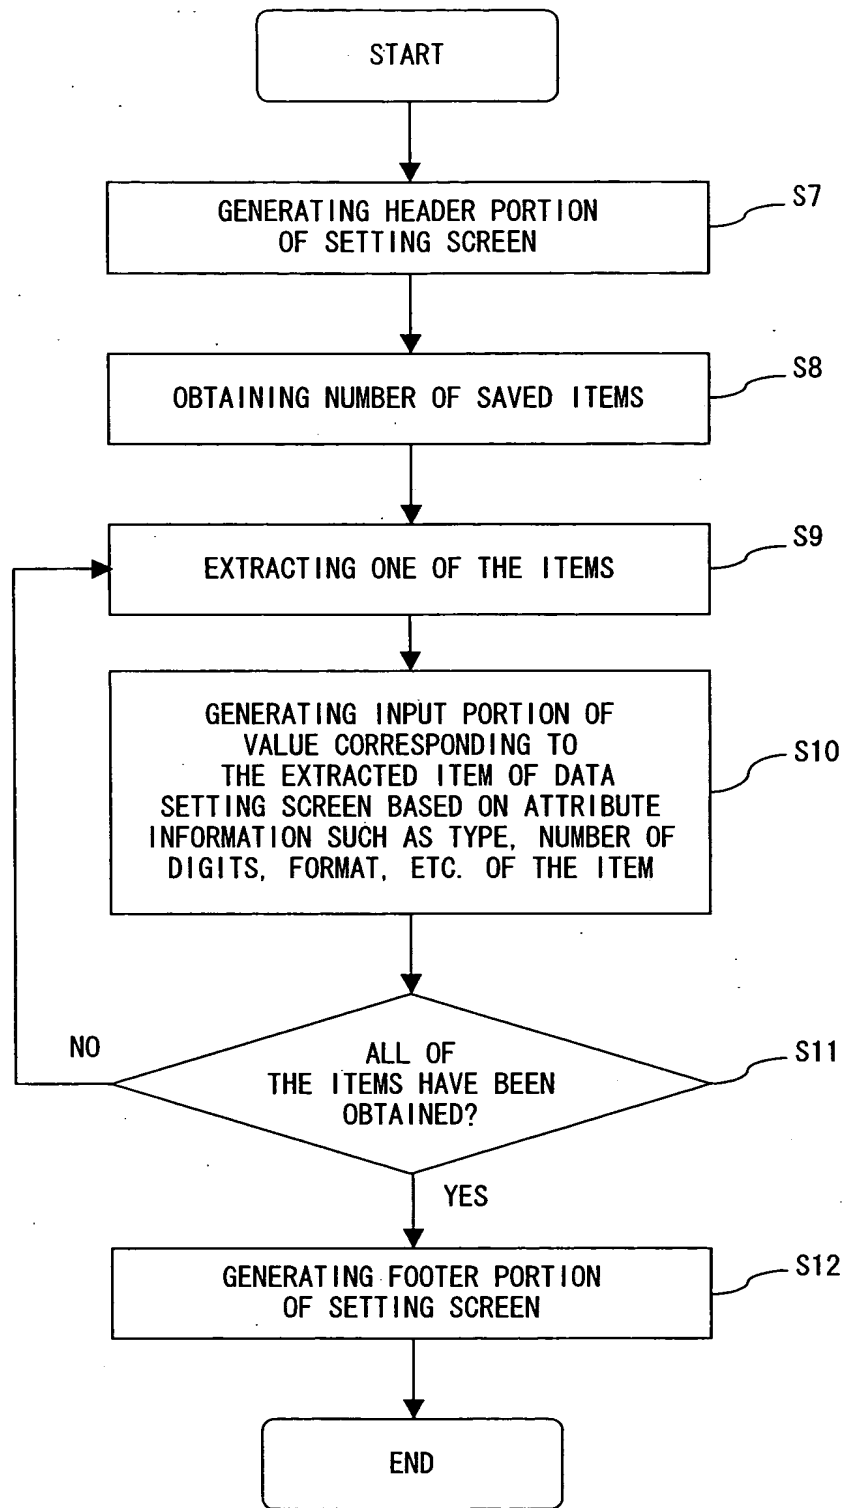 START
GENERATING HEADER PORTION
OF SETTING SCREEN
S7
OBTAINING NUMBER OF SAVED ITEMS
S8
EXTRACTING ONE OF THE ITEMS
S9
GENERATING INPUT PORTION OF
VALUE CORRESPONDING TO
THE EXTRACTED ITEM OF DATA
SETTING SCREEN BASED ON ATTRIBUTE
INFORMATION SUCH AS TYPE, NUMBER OF
DIGITS, FORMAT, ETC. OF THE ITEM
S10
NO
ALL OF
THE ITEMS HAVE BEEN
OBTAINED?
S11
YES
GENERATING FOOTER PORTION
OF SETTING SCREEN
S12
END